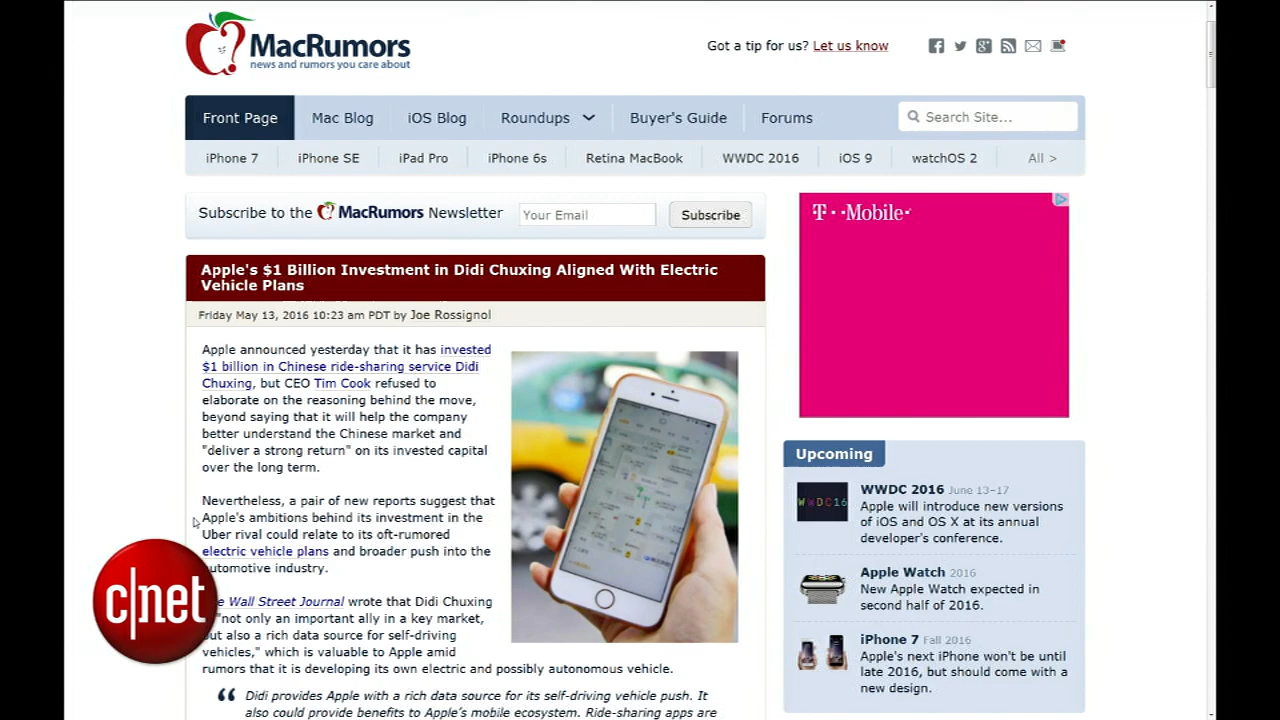 MacRumors
news and rumors you care about
Got a tip for us? Let us know
Front Page Mac Blog iOS Blog Roundups Buyer's Guide Forums Search Site...
iPhone 7 iPhone SE iPad Pro iPhone 6s Retina MacBook WWDC 2016 iOS 9 watchOS 2 All >
Subscribe to the MacRumors Newsletter Your Email Subscribe
T··Mobile·
Apple's $1 Billion Investment in Didi Chuxing Aligned With Electric
Vehicle Plans
Friday May 13, 2016 10:23 am PDT by Joe Rossignol
Apple announced yesterday that it has invested
$1 billion in Chinese ride-sharing service Didi
Chuxing, but CEO Tim Cook refused to
elaborate on the reasoning behind the move,
beyond saying that it will help the company
better understand the Chinese market and
"deliver a strong return" on its invested capital
over the long term.
Nevertheless, a pair of new reports suggest that
Apple's ambitions behind its investment in the
Uber rival could relate to its oft-rumored
electric vehicle plans and broader push into the
automotive industry.
Wall Street Journal wrote that Didi Chuxing
"not only an important ally in a key market,
but also a rich data source for self-driving
vehicles," which is valuable to Apple amid
rumors that it is developing its own electric and possibly autonomous vehicle.
Didi provides Apple with a rich data source for its self-driving vehicle push. It
also could provide benefits to Apple's mobile ecosystem. Ride-sharing apps are
Upcoming
WWDC16
WWDC 2016 June 13-17
Apple will introduce new versions
of iOS and OS X at its annual
developer's conference.
Apple Watch 2016
New Apple Watch expected in
second half of 2016.
iPhone 7 Fall 2016
Apple's next iPhone won't be until
late 2016, but should come with a
new design.
c|net